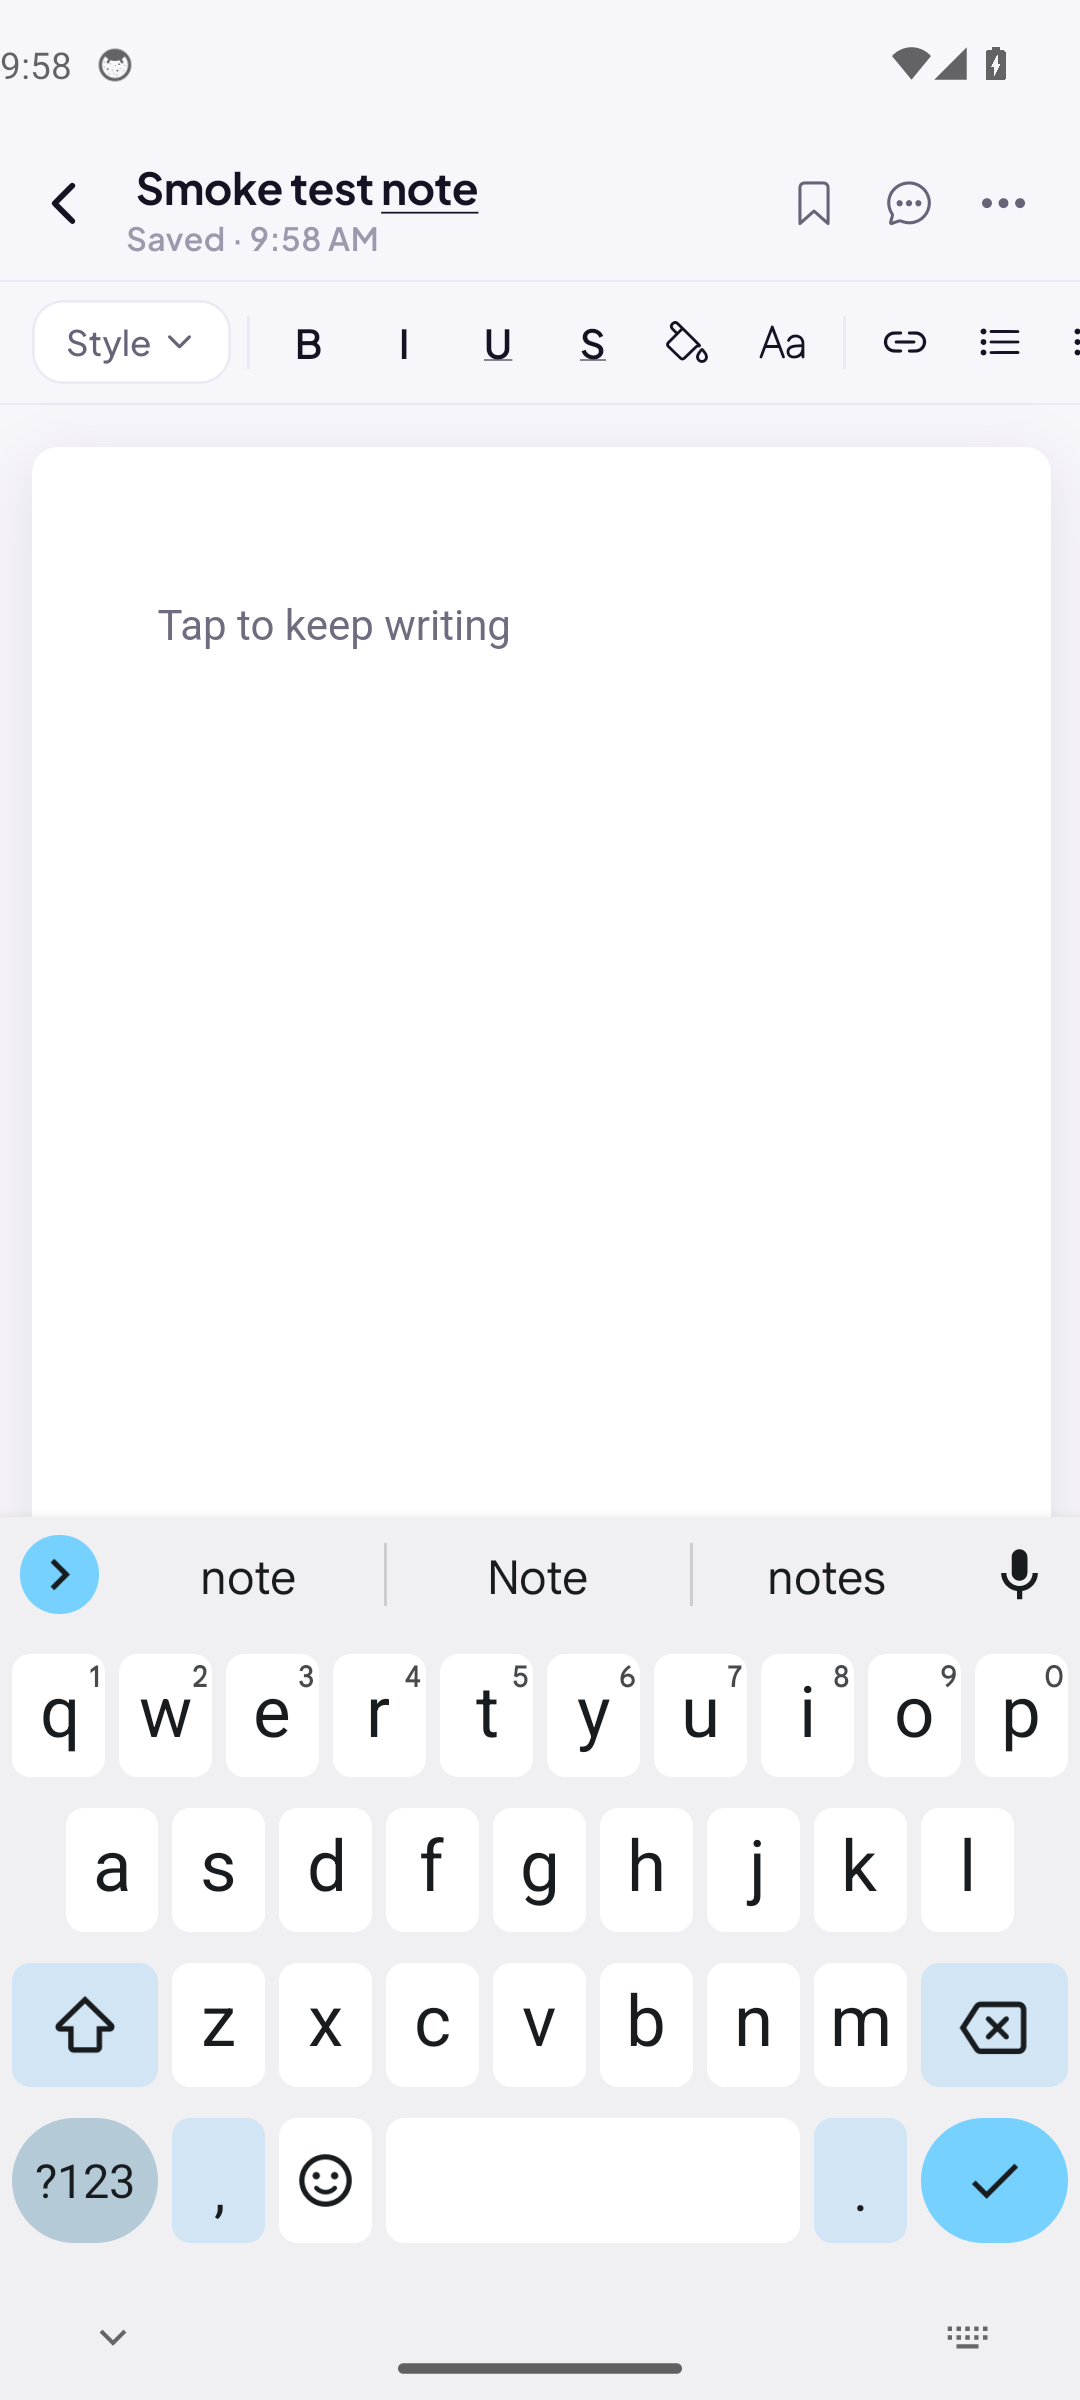 9:58
Smoke test note
Saved · 9:58 AM
Style B I U S Aa
Tap to keep writing
note Note notes
1 2 3 4 5 6 7 8 9 0
q w e r t y u i o p
a s d f g h j k l
z x c v b n m
?123 , .